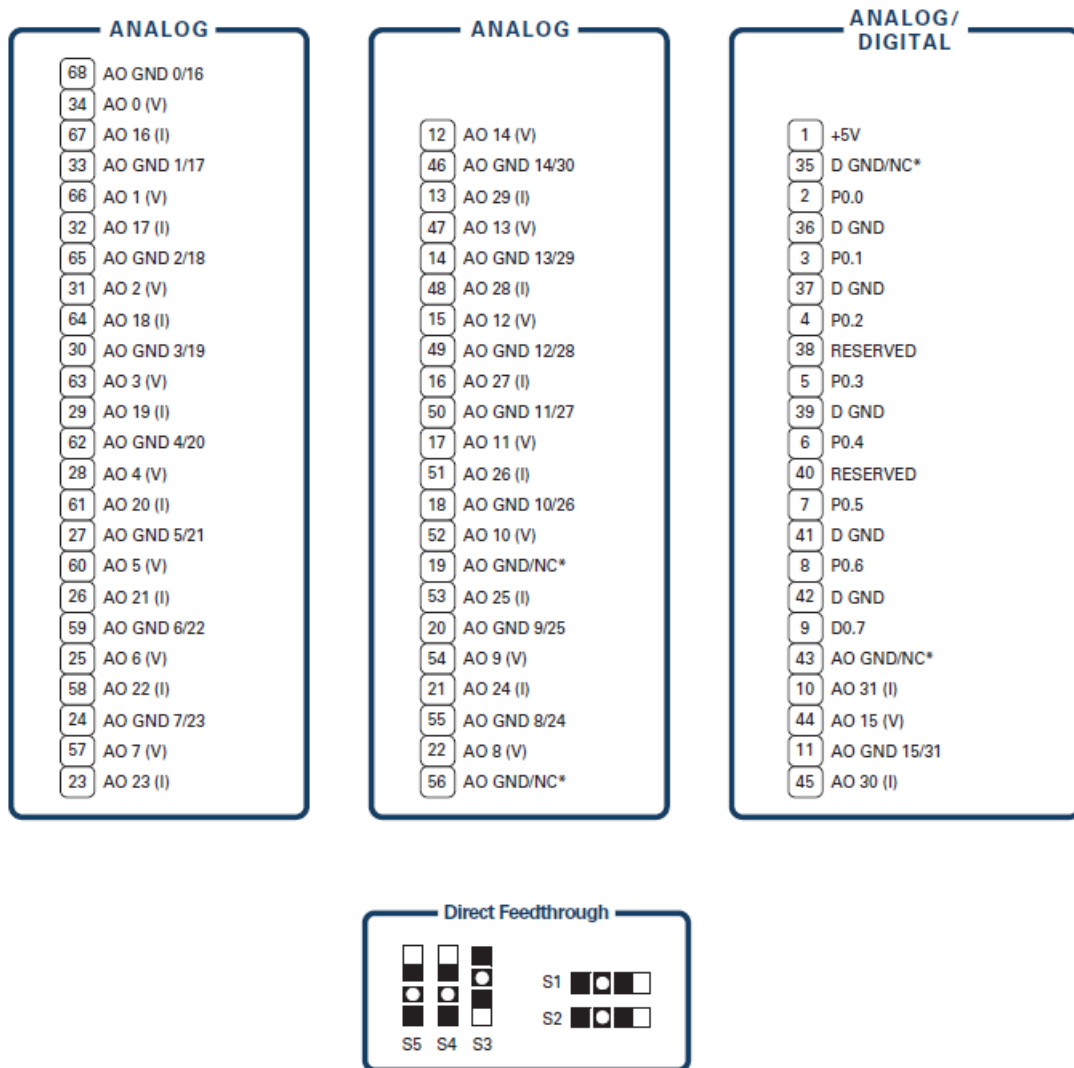 ANALOG
68 AO GND 0/16
34 AO 0 (V)
67 AO 16 (I)
33 AO GND 1/17
66 AO 1 (V)
32 AO 17 (I)
65 AO GND 2/18
31 AO 2 (V)
64 AO 18 (I)
30 AO GND 3/19
63 AO 3 (V)
29 AO 19 (I)
62 AO GND 4/20
28 AO 4 (V)
61 AO 20 (I)
27 AO GND 5/21
60 AO 5 (V)
26 AO 21 (I)
59 AO GND 6/22
25 AO 6 (V)
58 AO 22 (I)
24 AO GND 7/23
57 AO 7 (V)
23 AO 23 (I)
ANALOG
12 AO 14 (V)
46 AO GND 14/30
13 AO 29 (I)
47 AO 13 (V)
14 AO GND 13/29
48 AO 28 (I)
15 AO 12 (V)
49 AO GND 12/28
16 AO 27 (I)
50 AO GND 11/27
17 AO 11 (V)
51 AO 26 (I)
18 AO GND 10/26
52 AO 10 (V)
19 AO GND/NC*
53 AO 25 (I)
20 AO GND 9/25
54 AO 9 (V)
21 AO 24 (I)
55 AO GND 8/24
22 AO 8 (V)
56 AO GND/NC*
ANALOG/
DIGITAL
1 +5V
35 D GND/NC*
2 P0.0
36 D GND
3 P0.1
37 D GND
4 P0.2
38 RESERVED
5 P0.3
39 D GND
6 P0.4
40 RESERVED
7 P0.5
41 D GND
8 P0.6
42 D GND
9 D0.7
43 AO GND/NC*
10 AO 31 (I)
44 AO 15 (V)
11 AO GND 15/31
45 AO 30 (I)
Direct Feedthrough
S1
S2
S5 S4 S3